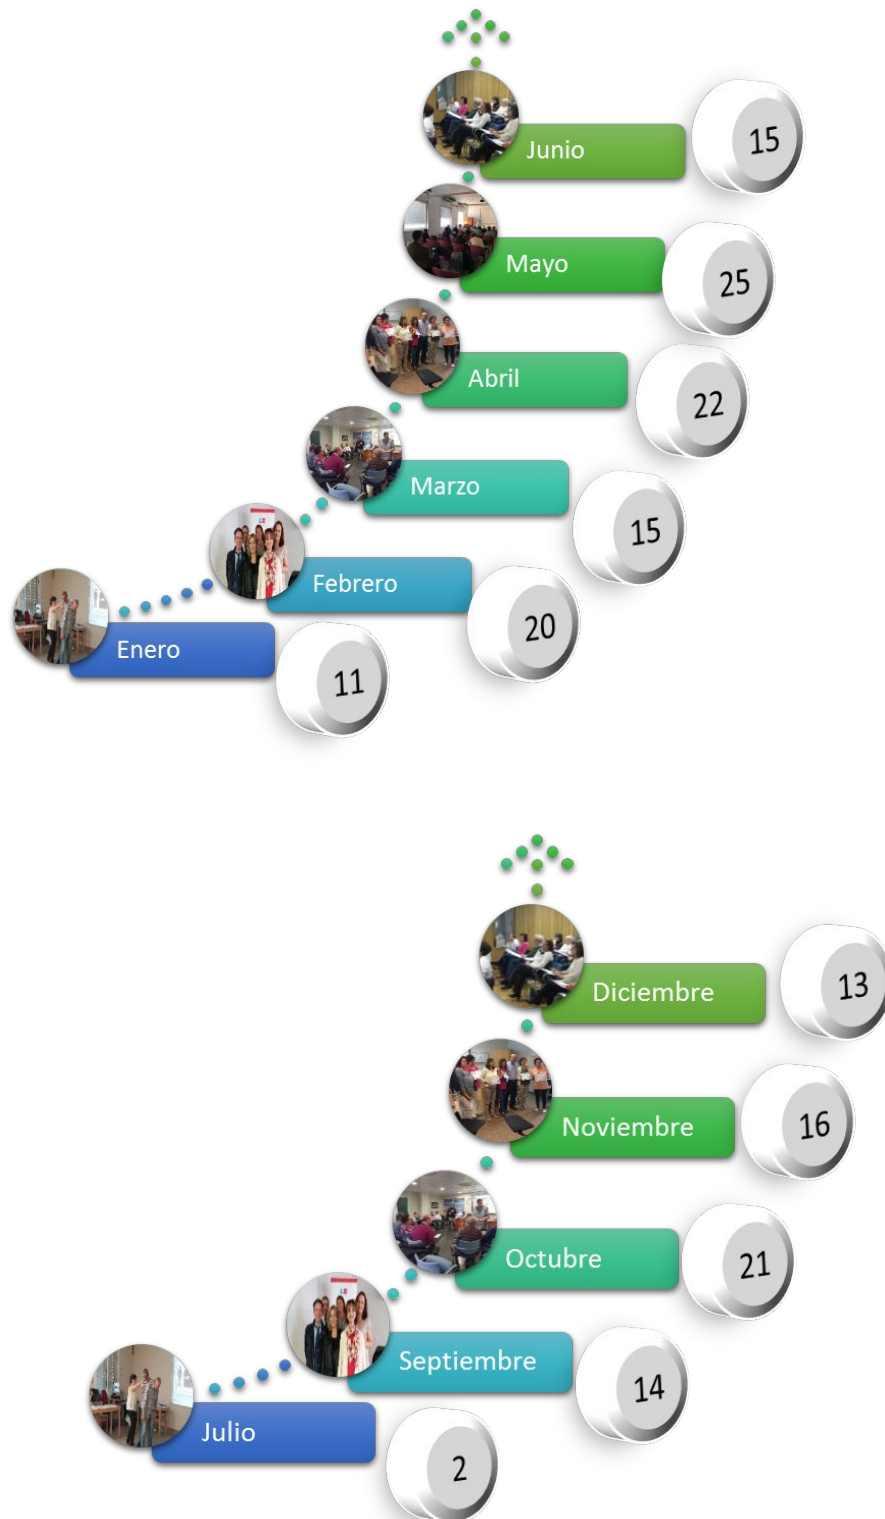 Junio
15
Mayo
25
Abril
22
Marzo
15
Febrero
20
Enero
11
Diciembre
13
Noviembre
16
Octubre
21
Septiembre
14
Julio
2